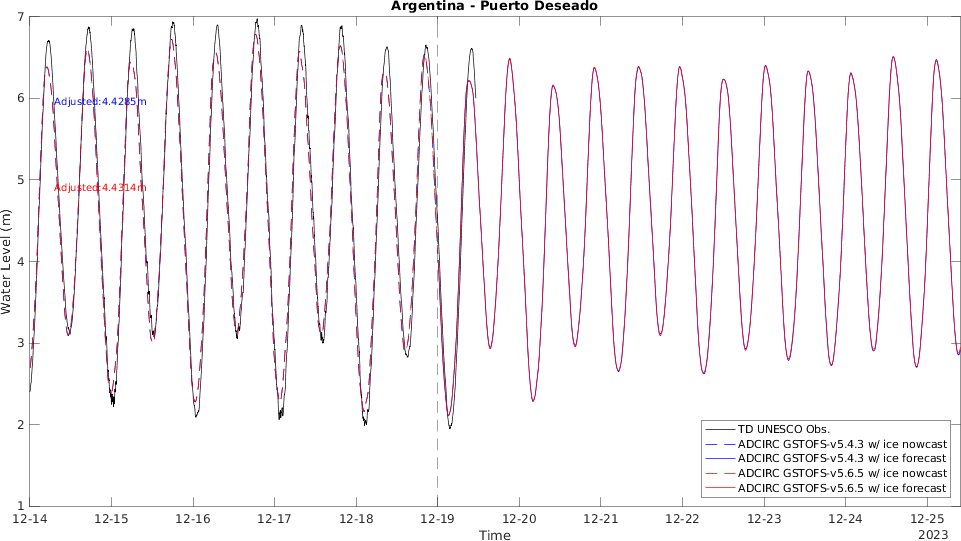 Argentina - Puerto Deseado
7
6
5
4
3
2
1
Water Level (m)
Adjusted:4.4285m
Adjusted:4.4314m
TD UNESCO Obs.
ADCIRC GSTOFS-v5.4.3 w/ ice nowcast
ADCIRC GSTOFS-v5.4.3 w/ ice forecast
ADCIRC GSTOFS-v5.6.5 w/ ice nowcast
ADCIRC GSTOFS-v5.6.5 w/ ice forecast
12-14 12-15 12-16 12-17 12-18 12-19 12-20 12-21 12-22 12-23 12-24 12-25
Time
2023